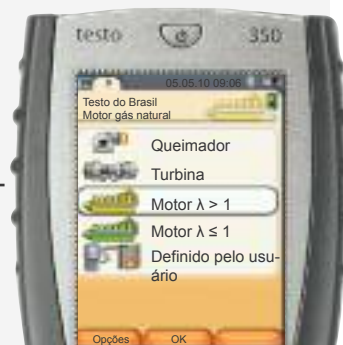 testo 350
05.05.10 09:06
Testo do Brasil
Motor gás natural
Queimador
Turbina
Motor λ > 1
Motor λ ≤ 1
Definido pelo usu-
ário
Opções OK